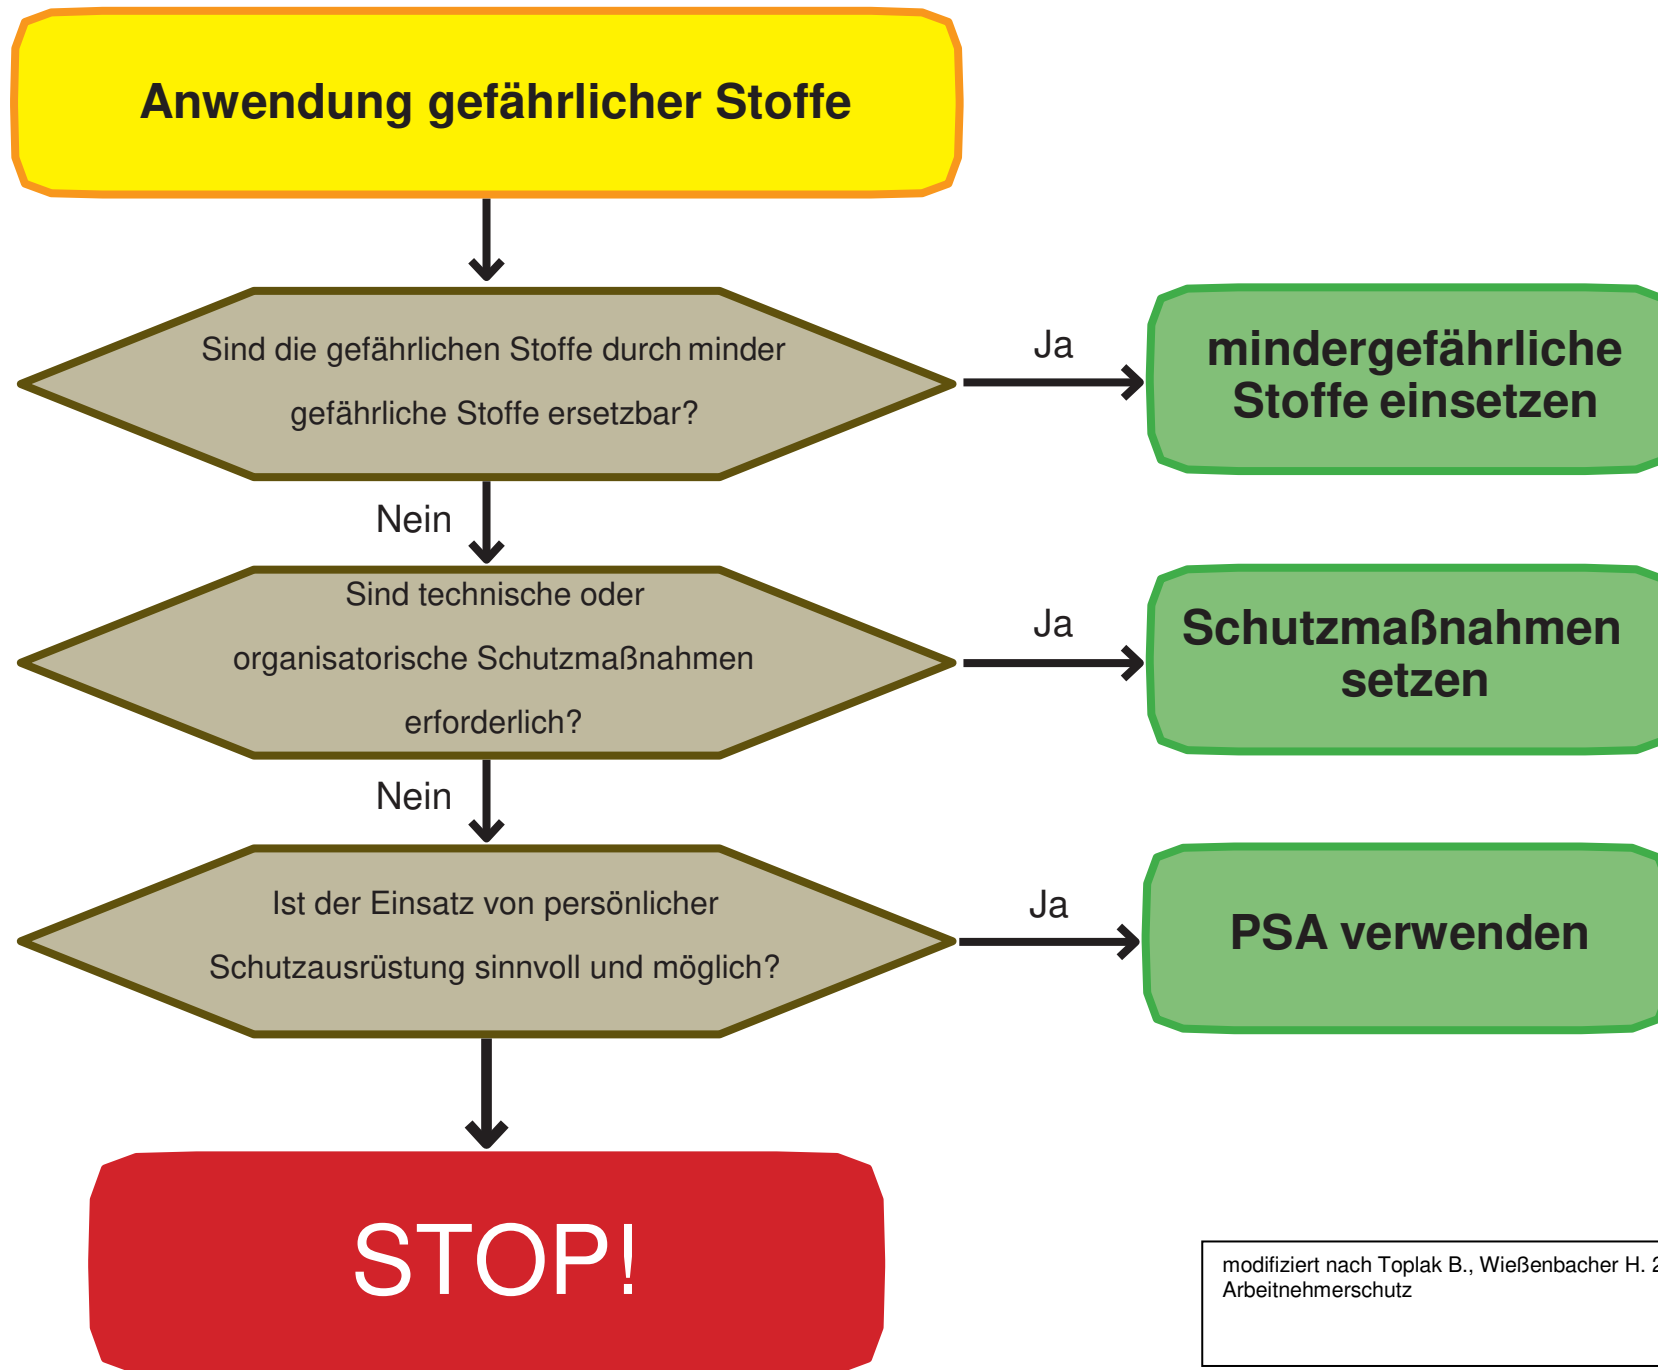 Anwendung gefährlicher Stoffe
Sind die gefährlichen Stoffe durch minder
gefährliche Stoffe ersetzbar?
Ja
mindergefährliche
Stoffe einsetzen
Nein
Sind technische oder
organisatorische Schutzmaßnahmen
erforderlich?
Ja
Schutzmaßnahmen
setzen
Nein
Ist der Einsatz von persönlicher
Schutzausrüstung sinnvoll und möglich?
Ja
PSA verwenden
STOP!
modifiziert nach Toplak B., Wießenbacher H.
Arbeitnehmerschutz